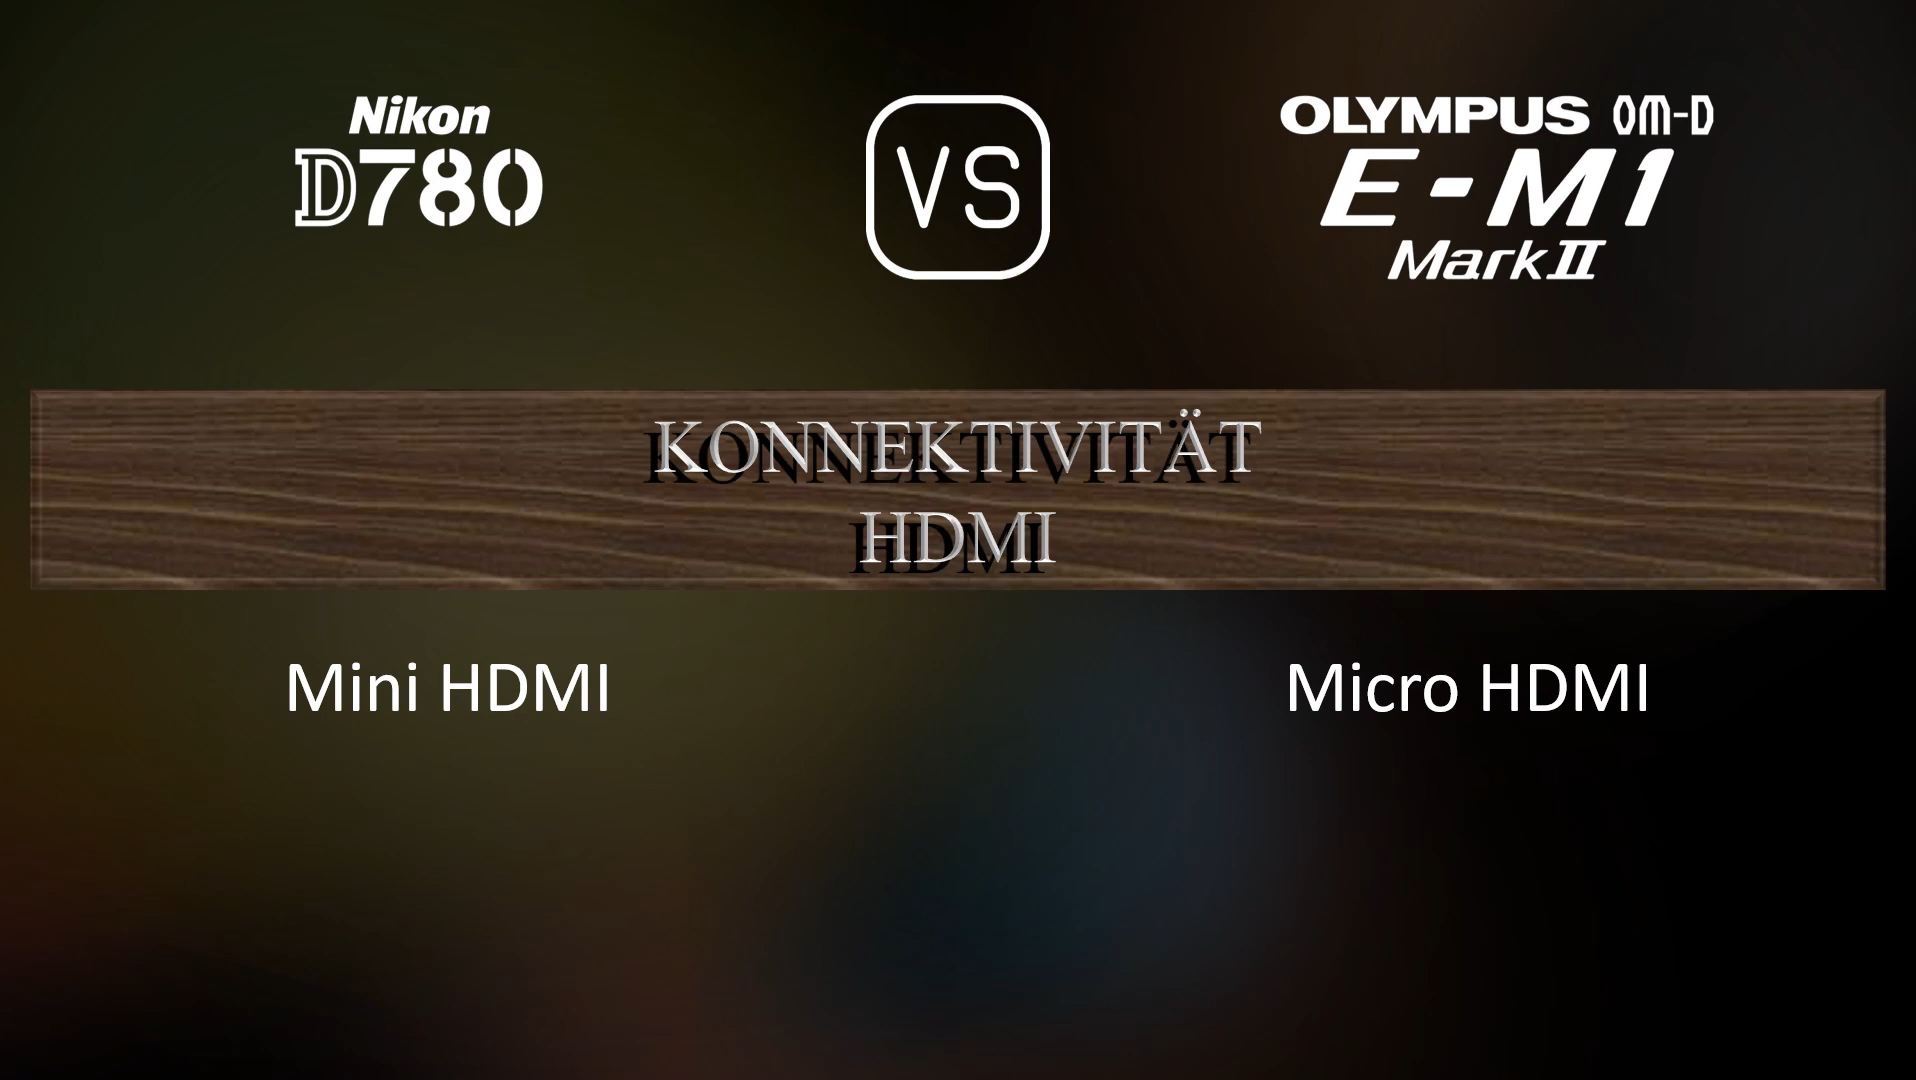 Nikon
D780
VS
OLYMPUS OM-D
E-M1
Mark II
KONNEKTIVITÄT
HDMI
Mini HDMI
Micro HDMI